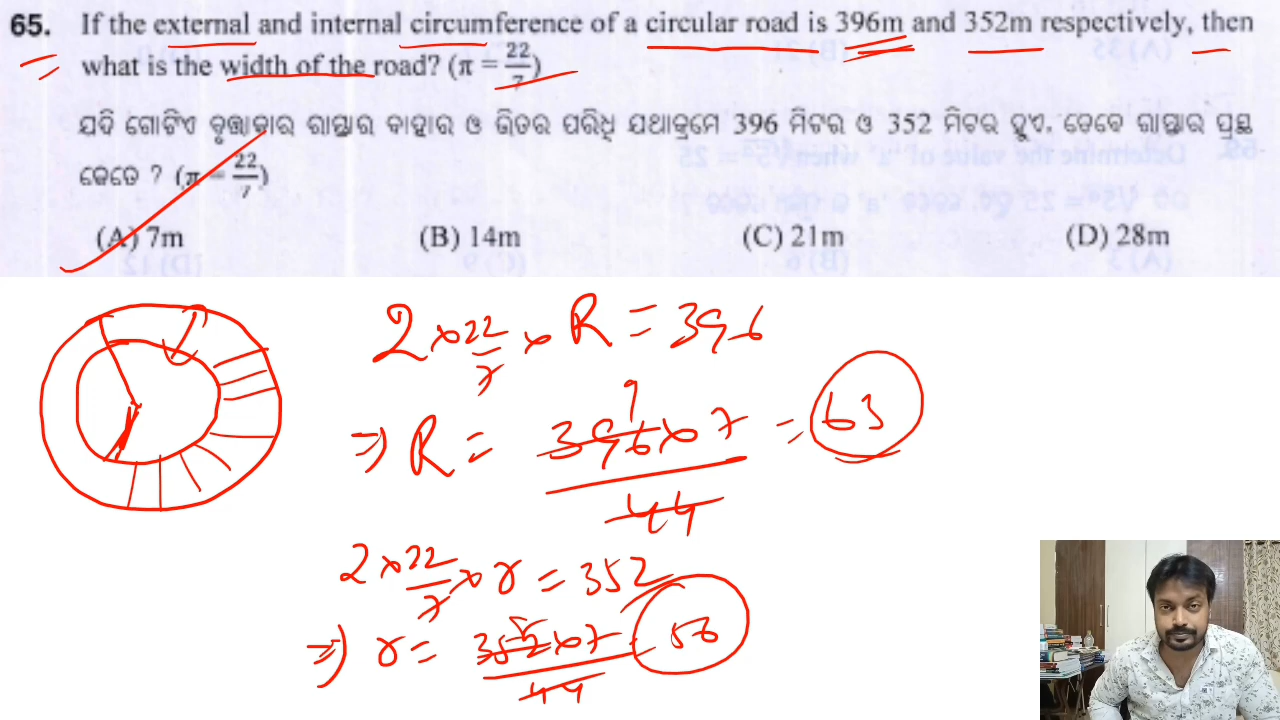 65. If the external and internal circumference of a circular road is 396m and 352m respectively, then
what is the width of the road? (π = 22/7)
ଯଦି ଗୋଟିଏ ବୃତ୍ତାକାର ରାସ୍ତାର ବାହାର ଓ ଭିତର ପରିଧି ଯଥାକ୍ରମେ 396 ମିଟର ଓ 352 ମିଟର ହୁଏ, ତେବେ ରାସ୍ତାର ପ୍ରସ୍ଥ
କେତେ ? (π = 22/7)
(A) 7m (B) 14m (C) 21m (D) 28m
2 × 22/7 × R = 396
⇒ R = 396 × 7 / 44 = 63
9
2 × 22/7 × r = 352
⇒ r = 352 × 7 / 44 = 56